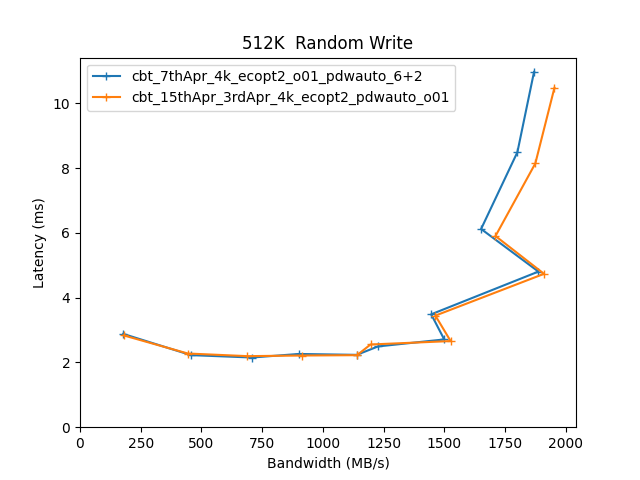 512K  Random Write
cbt_7thApr_4k_ecopt2_o01_pdwauto_6+2
cbt_15thApr_3rdApr_4k_ecopt2_pdwauto_o01
10
8
6
4
2
0
Latency (ms)
0 250 500 750 1000 1250 1500 1750 2000
Bandwidth (MB/s)